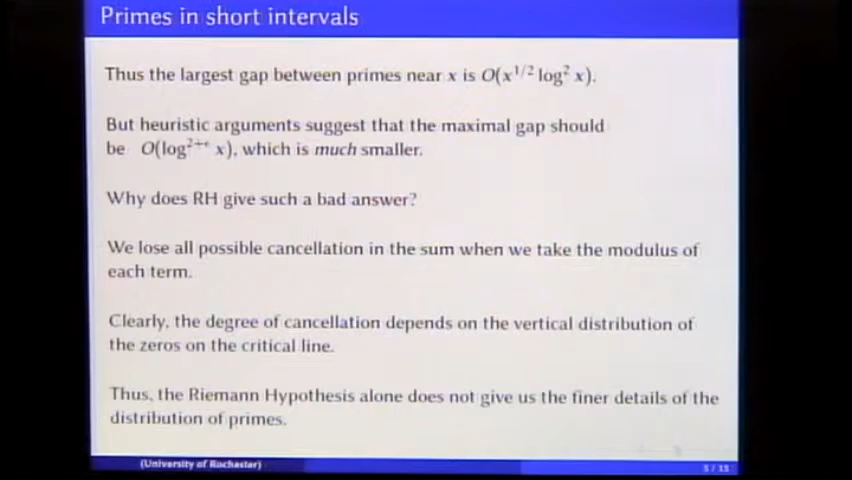 Primes in short intervals
Thus the largest gap between primes near x is O(x^{1/2} log² x).
But heuristic arguments suggest that the maximal gap should
be O(log^{2+ε} x), which is much smaller.
Why does RH give such a bad answer?
We lose all possible cancellation in the sum when we take the modulus of
each term.
Clearly, the degree of cancellation depends on the vertical distribution of
the zeros on the critical line.
Thus, the Riemann Hypothesis alone does not give us the finer details of the
distribution of primes.
(University of Rochester)
5 / 15